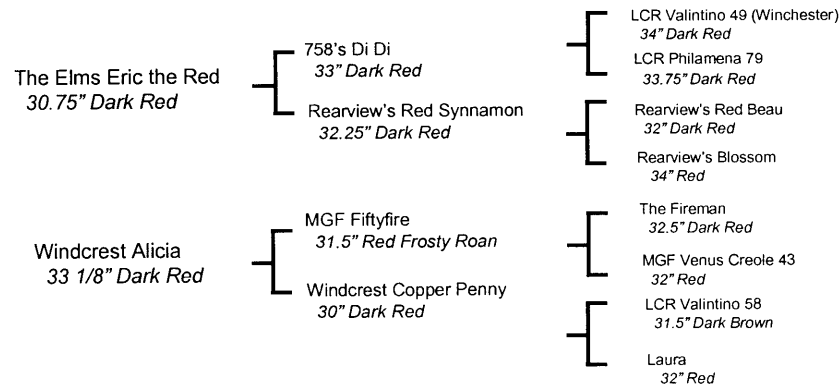 The Elms Eric the Red
30.75" Dark Red
758's Di Di
33" Dark Red
Rearview's Red Synnamon
32.25" Dark Red
LCR Valintino 49 (Winchester)
34" Dark Red
LCR Philamena 79
33.75" Dark Red
Rearview's Red Beau
32" Dark Red
Rearview's Blossom
34" Red
Windcrest Alicia
33 1/8" Dark Red
MGF Fiftyfire
31.5" Red Frosty Roan
Windcrest Copper Penny
30" Dark Red
The Fireman
32.5" Dark Red
MGF Venus Creole 43
32" Red
LCR Valintino 58
31.5" Dark Brown
Laura
32" Red